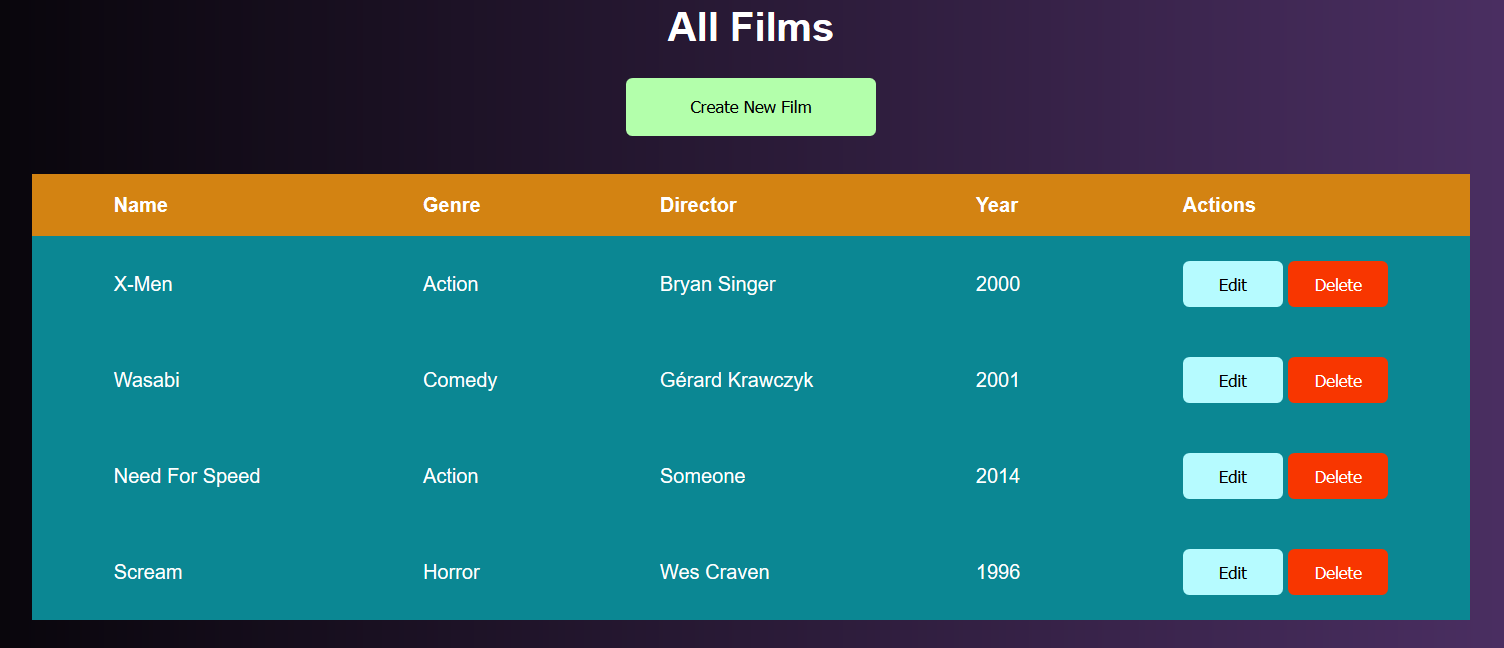 All Films
Create New Film
Name Genre Director Year Actions
X-Men Action Bryan Singer 2000 Edit Delete
Wasabi Comedy Gérard Krawczyk 2001 Edit Delete
Need For Speed Action Someone 2014 Edit Delete
Scream Horror Wes Craven 1996 Edit Delete